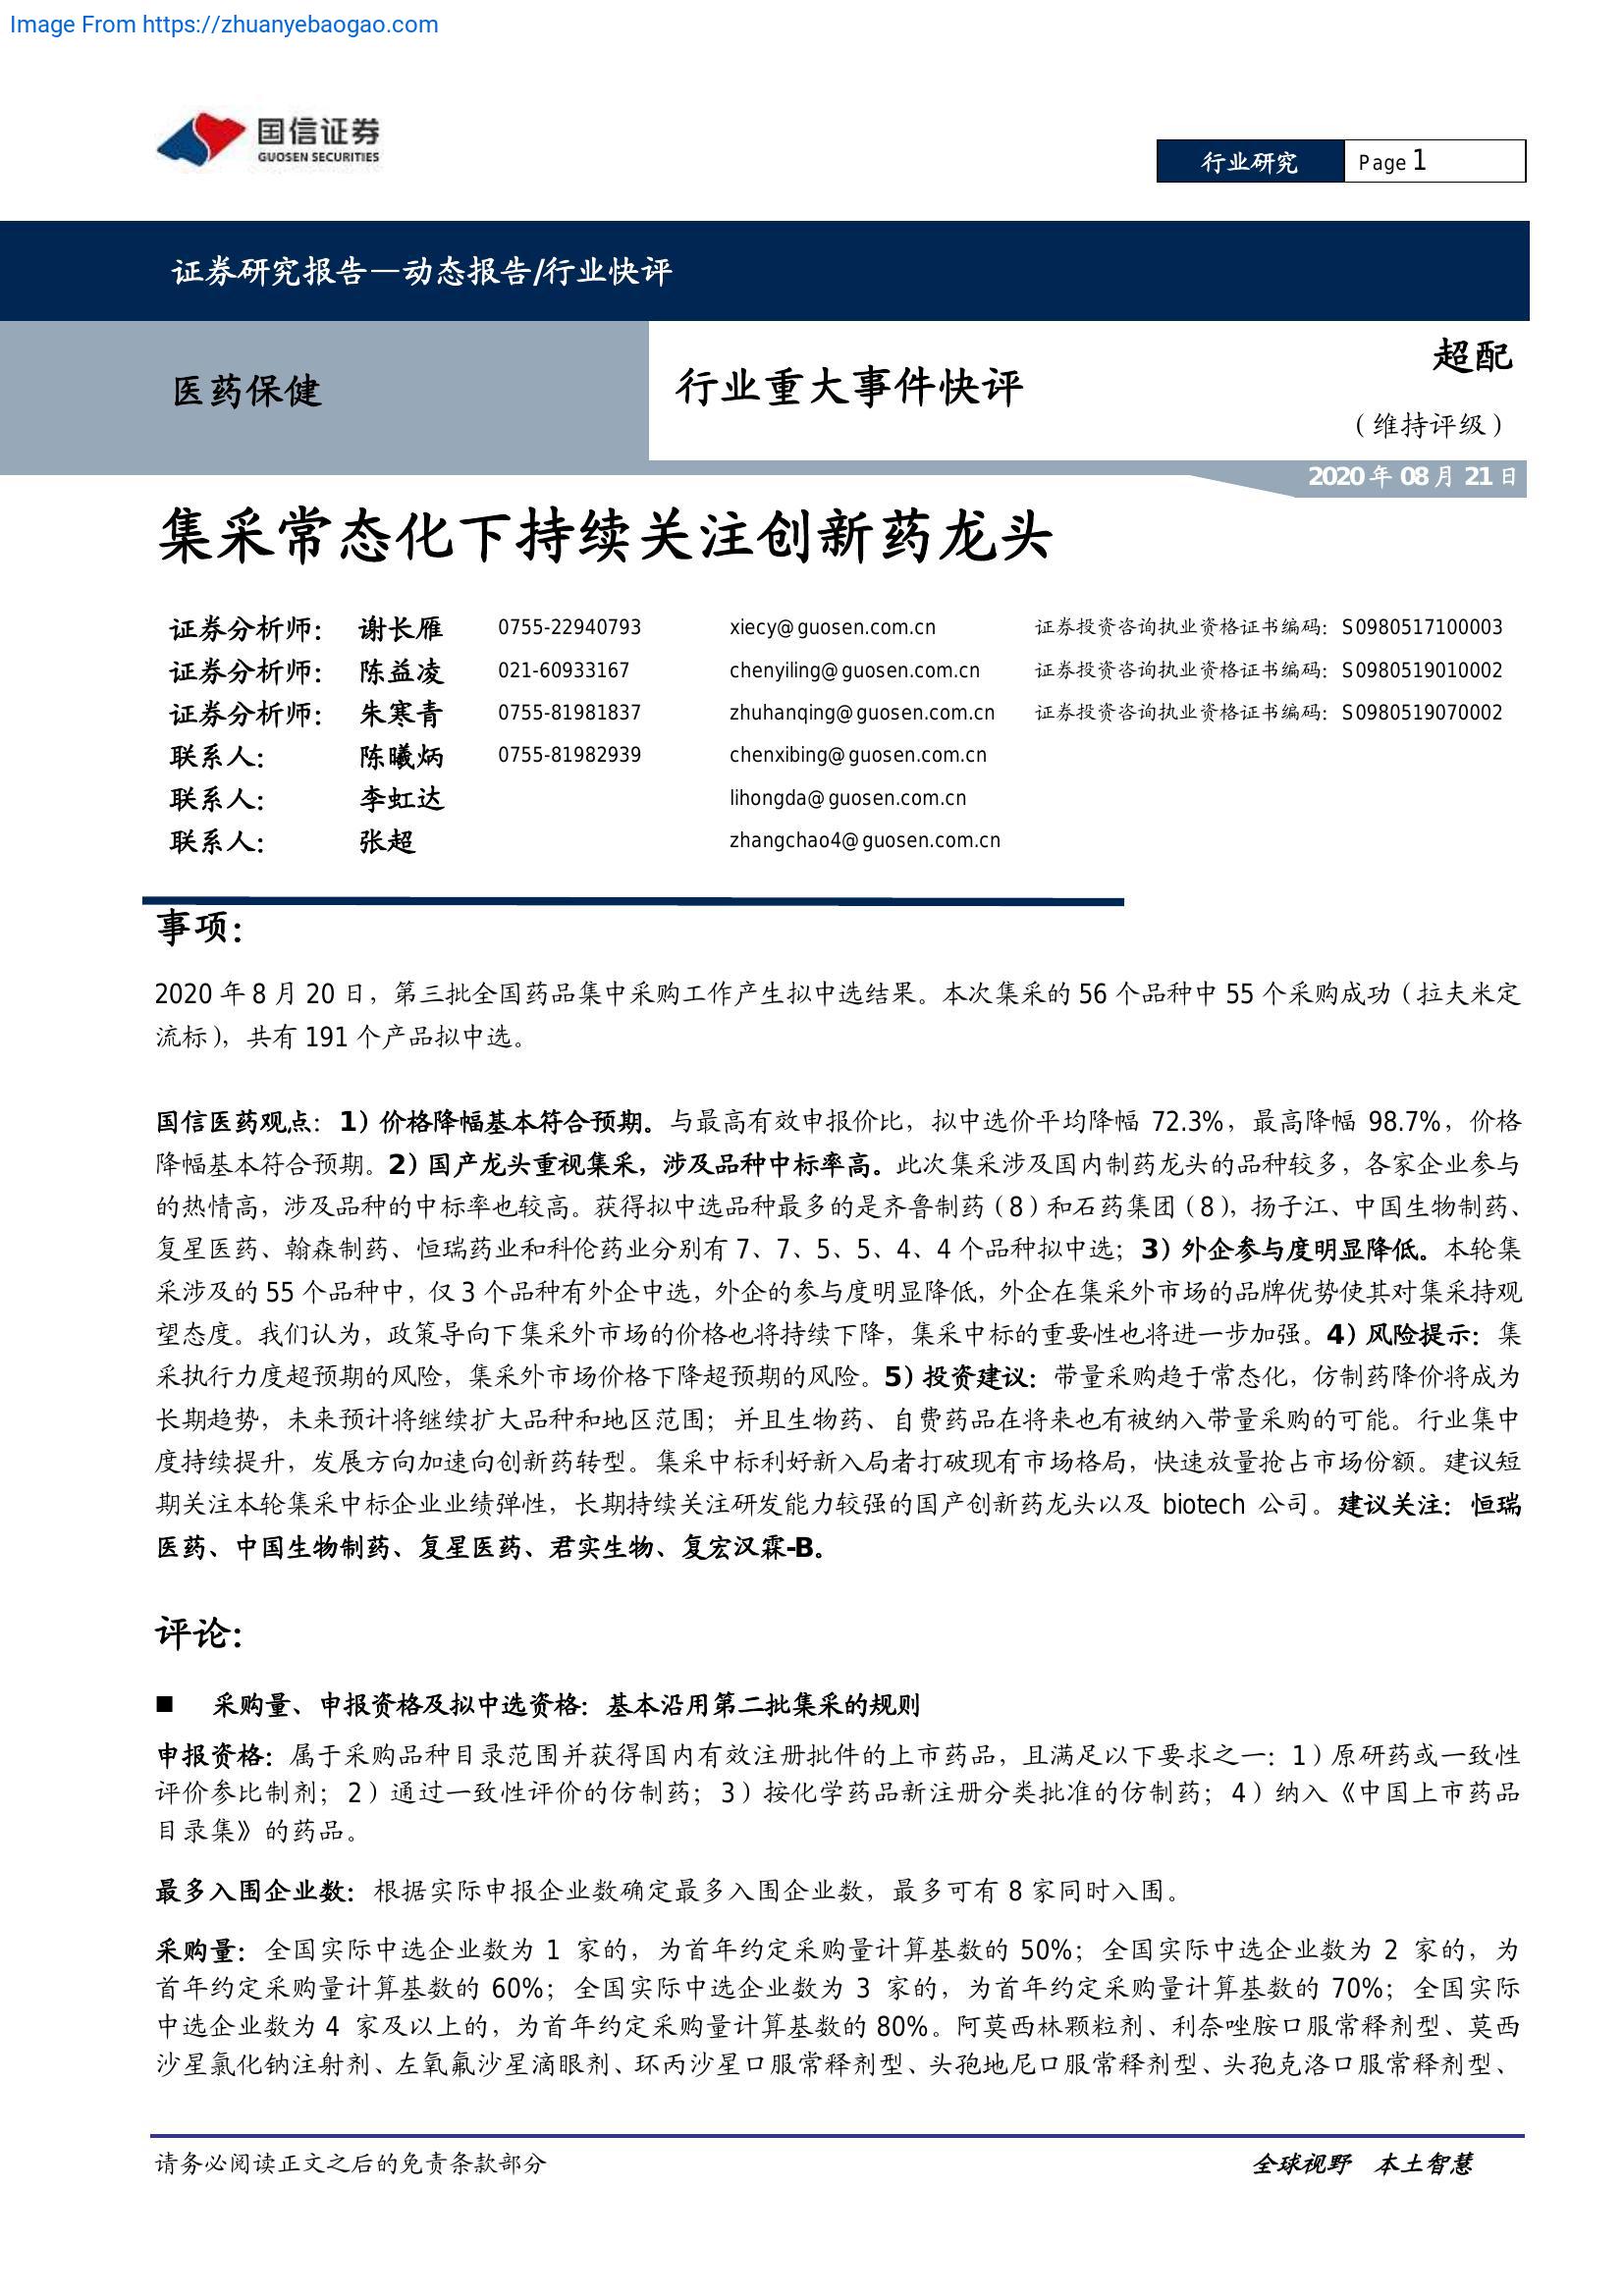 Image From https://zhuanyebaogao.com
国信证券
GUOSEN SECURITIES
行业研究 Page 1
证券研究报告—动态报告/行业快评
医药保健
行业重大事件快评
超配
（维持评级）
2020 年 08 月 21 日
集采常态化下持续关注创新药龙头
证券分析师： 谢长雁 0755-22940793 xiecy@guosen.com.cn 证券投资咨询执业资格证书编码：S0980517100003
证券分析师： 陈益凌 021-60933167 chenyiling@guosen.com.cn 证券投资咨询执业资格证书编码：S0980519010002
证券分析师： 朱寒青 0755-81981837 zhuhanqing@guosen.com.cn 证券投资咨询执业资格证书编码：S0980519070002
联系人： 陈曦炳 0755-81982939 chenxibing@guosen.com.cn
联系人： 李虹达 lihongda@guosen.com.cn
联系人： 张超 zhangchao4@guosen.com.cn
事项：
2020 年 8 月 20 日，第三批全国药品集中采购工作产生拟中选结果。本次集采的 56 个品种中 55 个采购成功（拉夫米定
流标），共有 191 个产品拟中选。
国信医药观点：1）价格降幅基本符合预期。与最高有效申报价比，拟中选价平均降幅 72.3%，最高降幅 98.7%，价格
降幅基本符合预期。2）国产龙头重视集采，涉及品种中标率高。此次集采涉及国内制药龙头的品种较多，各家企业参与
的热情高，涉及品种的中标率也较高。获得拟中选品种最多的是齐鲁制药（8）和石药集团（8），扬子江、中国生物制药、
复星医药、翰森制药、恒瑞药业和科伦药业分别有 7、7、5、5、4、4 个品种拟中选；3）外企参与度明显降低。本轮集
采涉及的 55 个品种中，仅 3 个品种有外企中选，外企的参与度明显降低，外企在集采外市场的品牌优势使其对集采持观
望态度。我们认为，政策导向下集采外市场的价格也将持续下降，集采中标的重要性也将进一步加强。4）风险提示：集
采执行力度超预期的风险，集采外市场价格下降超预期的风险。5）投资建议：带量采购趋于常态化，仿制药降价将成为
长期趋势，未来预计将继续扩大品种和地区范围；并且生物药、自费药品在将来也有被纳入带量采购的可能。行业集中
度持续提升，发展方向加速向创新药转型。集采中标利好新入局者打破现有市场格局，快速放量抢占市场份额。建议短
期关注本轮集采中标企业业绩弹性，长期持续关注研发能力较强的国产创新药龙头以及 biotech 公司。建议关注：恒瑞
医药、中国生物制药、复星医药、君实生物、复宏汉霖-B。
评论：
■ 采购量、申报资格及拟中选资格：基本沿用第二批集采的规则
申报资格：属于采购品种目录范围并获得国内有效注册批件的上市药品，且满足以下要求之一：1）原研药或一致性
评价参比制剂；2）通过一致性评价的仿制药；3）按化学药品新注册分类批准的仿制药；4）纳入《中国上市药品
目录集》的药品。
最多入围企业数：根据实际申报企业数确定最多入围企业数，最多可有 8 家同时入围。
采购量：全国实际中选企业数为 1 家的，为首年约定采购量计算基数的 50%；全国实际中选企业数为 2 家的，为
首年约定采购量计算基数的 60%；全国实际中选企业数为 3 家的，为首年约定采购量计算基数的 70%；全国实际
中选企业数为 4 家及以上的，为首年约定采购量计算基数的 80%。阿莫西林颗粒剂、利奈唑胺口服常释剂型、莫西
沙星氯化钠注射剂、左氧氟沙星滴眼剂、环丙沙星口服常释剂型、头孢地尼口服常释剂型、头孢克洛口服常释剂型、
请务必阅读正文之后的免责条款部分 全球视野 本土智慧